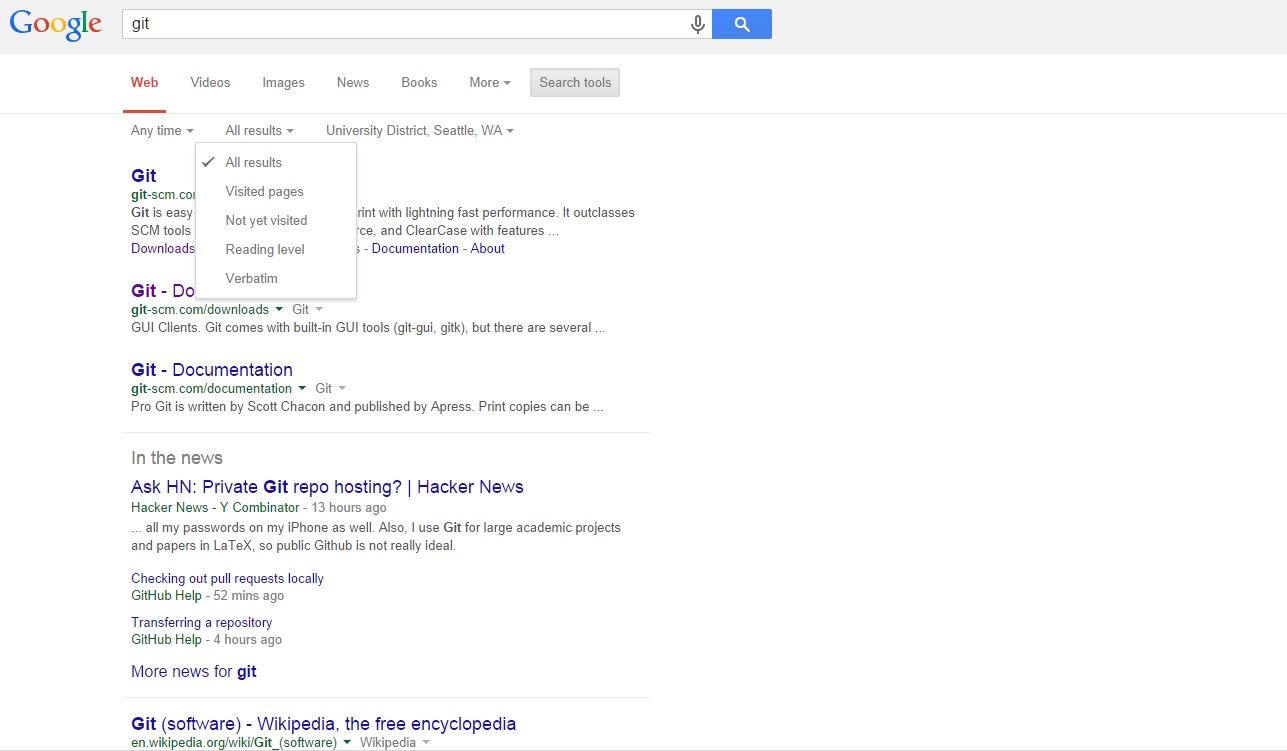 Google
git
Web Videos Images News Books More Search tools
Any time All results University District, Seattle, WA
All results
Visited pages
Not yet visited
Reading level
Verbatim
Git
git-scm.co
Git is easy rint with lightning fast performance. It outclasses
SCM tools rce, and ClearCase with features ...
Downloads s - Documentation - About
Git - Do
git-scm.com/downloads Git
GUI Clients. Git comes with built-in GUI tools (git-gui, gitk), but there are several ...
Git - Documentation
git-scm.com/documentation Git
Pro Git is written by Scott Chacon and published by Apress. Print copies can be ...
In the news
Ask HN: Private Git repo hosting? | Hacker News
Hacker News - Y Combinator - 13 hours ago
... all my passwords on my iPhone as well. Also, I use Git for large academic projects
and papers in LaTeX, so public Github is not really ideal.
Checking out pull requests locally
GitHub Help - 52 mins ago
Transferring a repository
GitHub Help - 4 hours ago
More news for git
Git (software) - Wikipedia, the free encyclopedia
en.wikipedia.org/wiki/Git_(software) Wikipedia